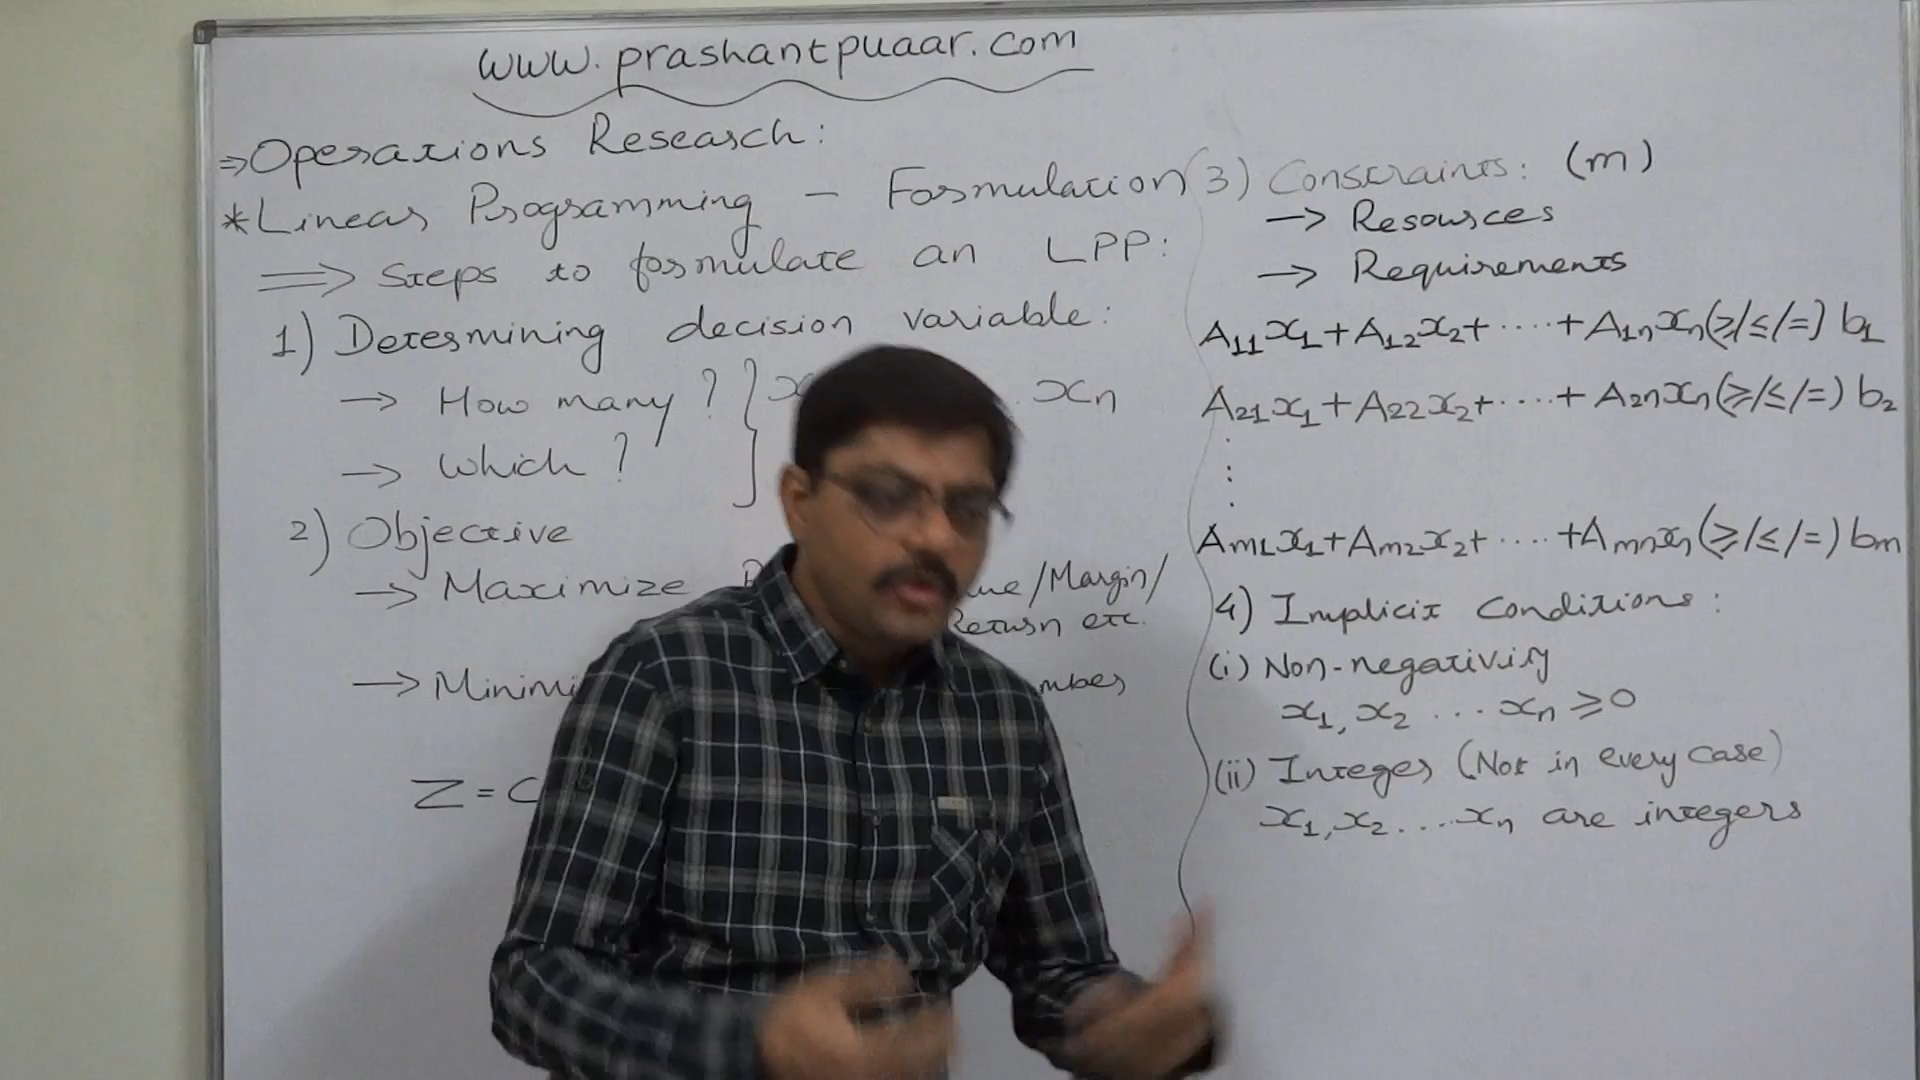 www.prashantpuaar.com
⇒ Operations Research:
* Linear Programming – Formulation
⟹ Steps to formulate an LPP:
1) Determining decision variable:
→ How many ? } x xn
→ Which ?
2) Objective
→ Maximize /Margin/
Return etc.
→
Z = C
3) Constraints: (m)
→ Resources
→ Requirements
A11x1+A12x2+ ····+ A1nxn(≥/≤/=) b1
A21x1+A22x2+ ····+ A2nxn(≥/≤/=) b2
⋮
Am1x1+Am2x2+ ····+Amnxn(≥/≤/=) bm
4) Implicit Conditions:
(i) Non-negativity
x1, x2 ... xn ≥0
(ii) Integer (Not in every case)
x1, x2 ....xn are integers